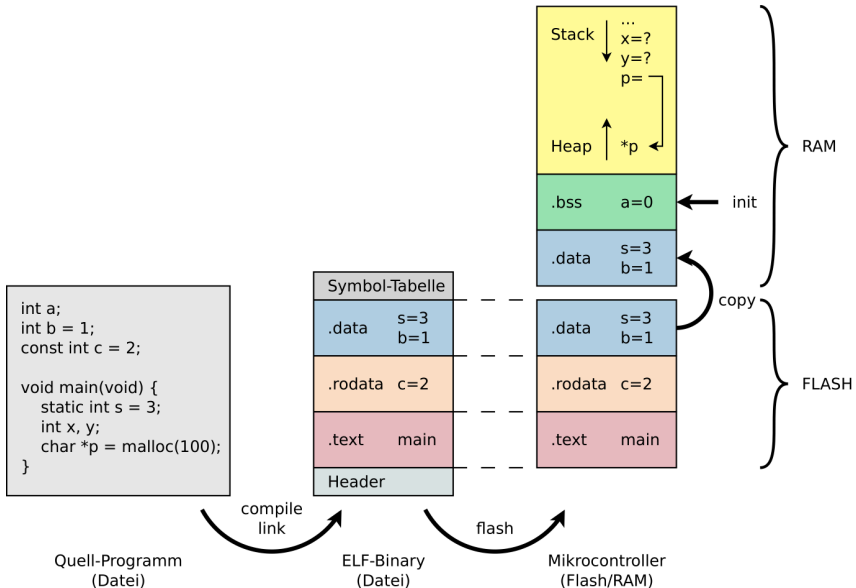 int a;
int b = 1;
const int c = 2;
void main(void) {
static int s = 3;
int x, y;
char *p = malloc(100);
}
Quell-Programm
(Datei)
compile
link
Symbol-Tabelle
.data s=3
b=1
.rodata c=2
.text main
Header
ELF-Binary
(Datei)
flash
Stack
...
x=?
y=?
p=
Heap *p
.bss a=0
.data s=3
b=1
.data s=3
b=1
.rodata c=2
.text main
Mikrocontroller
(Flash/RAM)
init
copy
RAM
FLASH